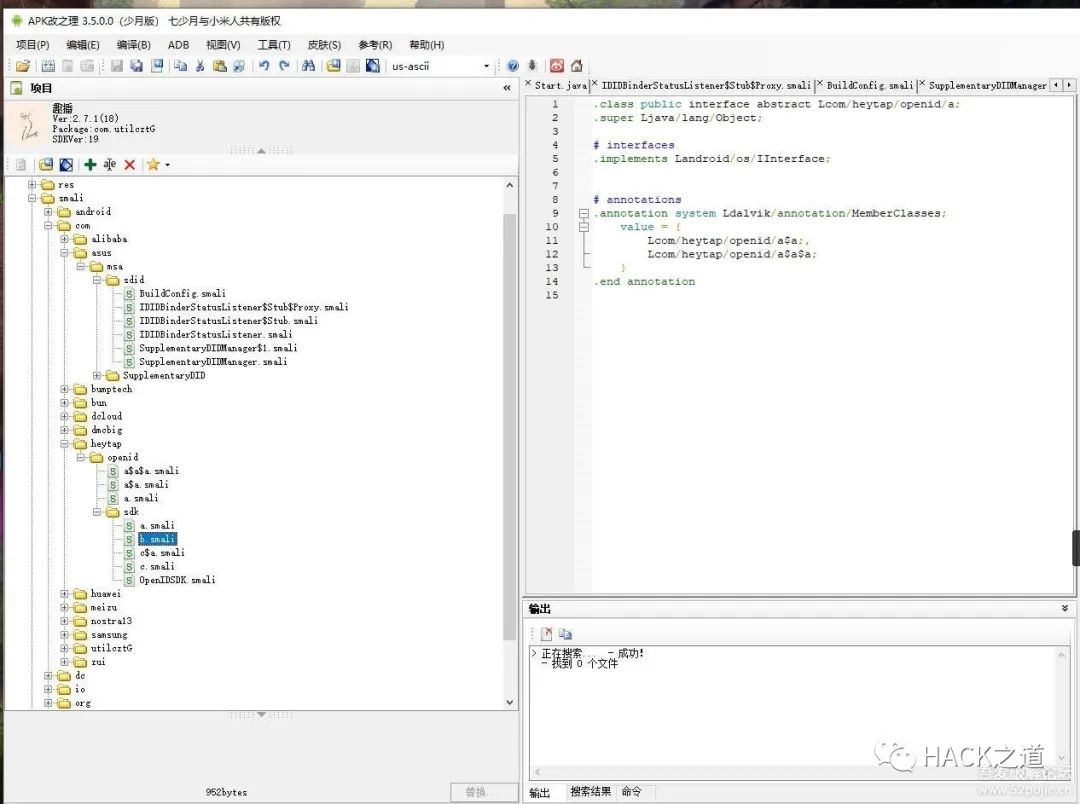 APK改之理 3.5.0.0（少月版） 七少月与小米人共有版权
项目(P) 编辑(E) 编译(B) ADB 视图(V) 工具(T) 皮肤(S) 参考(R) 帮助(H)
us-ascii
项目
趣播
Ver:2.7.1(18)
Package:com.utilcztG
SDKVer:19
res
smali
android
com
alibaba
asus
msa
sdid
BuildConfig.smali
IDIDBinderStatusListener$Stub$Proxy.smali
IDIDBinderStatusListener$Stub.smali
IDIDBinderStatusListener.smali
SupplementaryDIDManager$1.smali
SupplementaryDIDManager.smali
SupplementaryDID
bumptech
bun
dcloud
dmcbig
heytap
openid
a$a$a.smali
a$a.smali
a.smali
sdk
a.smali
b.smali
c$a.smali
c.smali
OpenIDSDK.smali
huawei
meizu
nostra13
samsung
utilcztG
zui
dc
io
org
952bytes
替换...
Start.java IDIDBinderStatusListener$Stub$Proxy.smali BuildConfig.smali SupplementaryDIDManager
1 .class public interface abstract Lcom/heytap/openid/a;
2 .super Ljava/lang/Object;
3
4 # interfaces
5 .implements Landroid/os/IInterface;
6
7
8 # annotations
9 .annotation system Ldalvik/annotation/MemberClasses;
10 value = {
11 Lcom/heytap/openid/a$a;,
12 Lcom/heytap/openid/a$a$a;
13 }
14 .end annotation
15
输出
> 正在搜索... - 成功!
- 找到 0 个文件
HACK之道
吾爱破解论坛
www.52pojie.cn
输出 搜索结果 命令